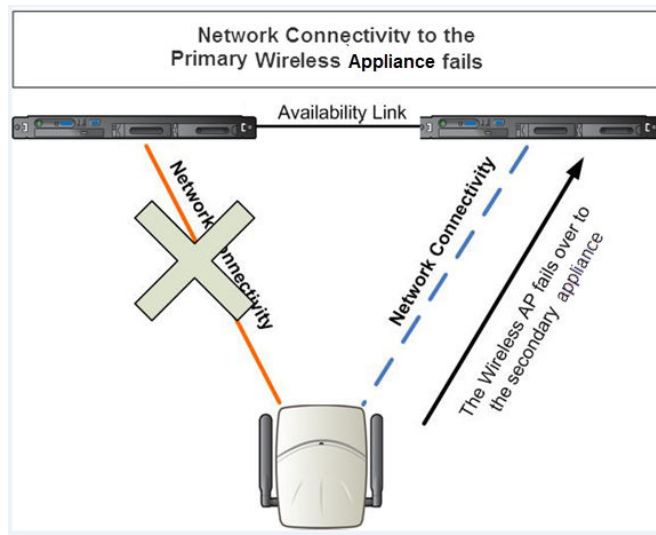 Network Connectivity to the
Primary Wireless Appliance fails
Availability Link
Network Connectivity
Network Connectivity
The Wireless AP fails over to
the secondary appliance